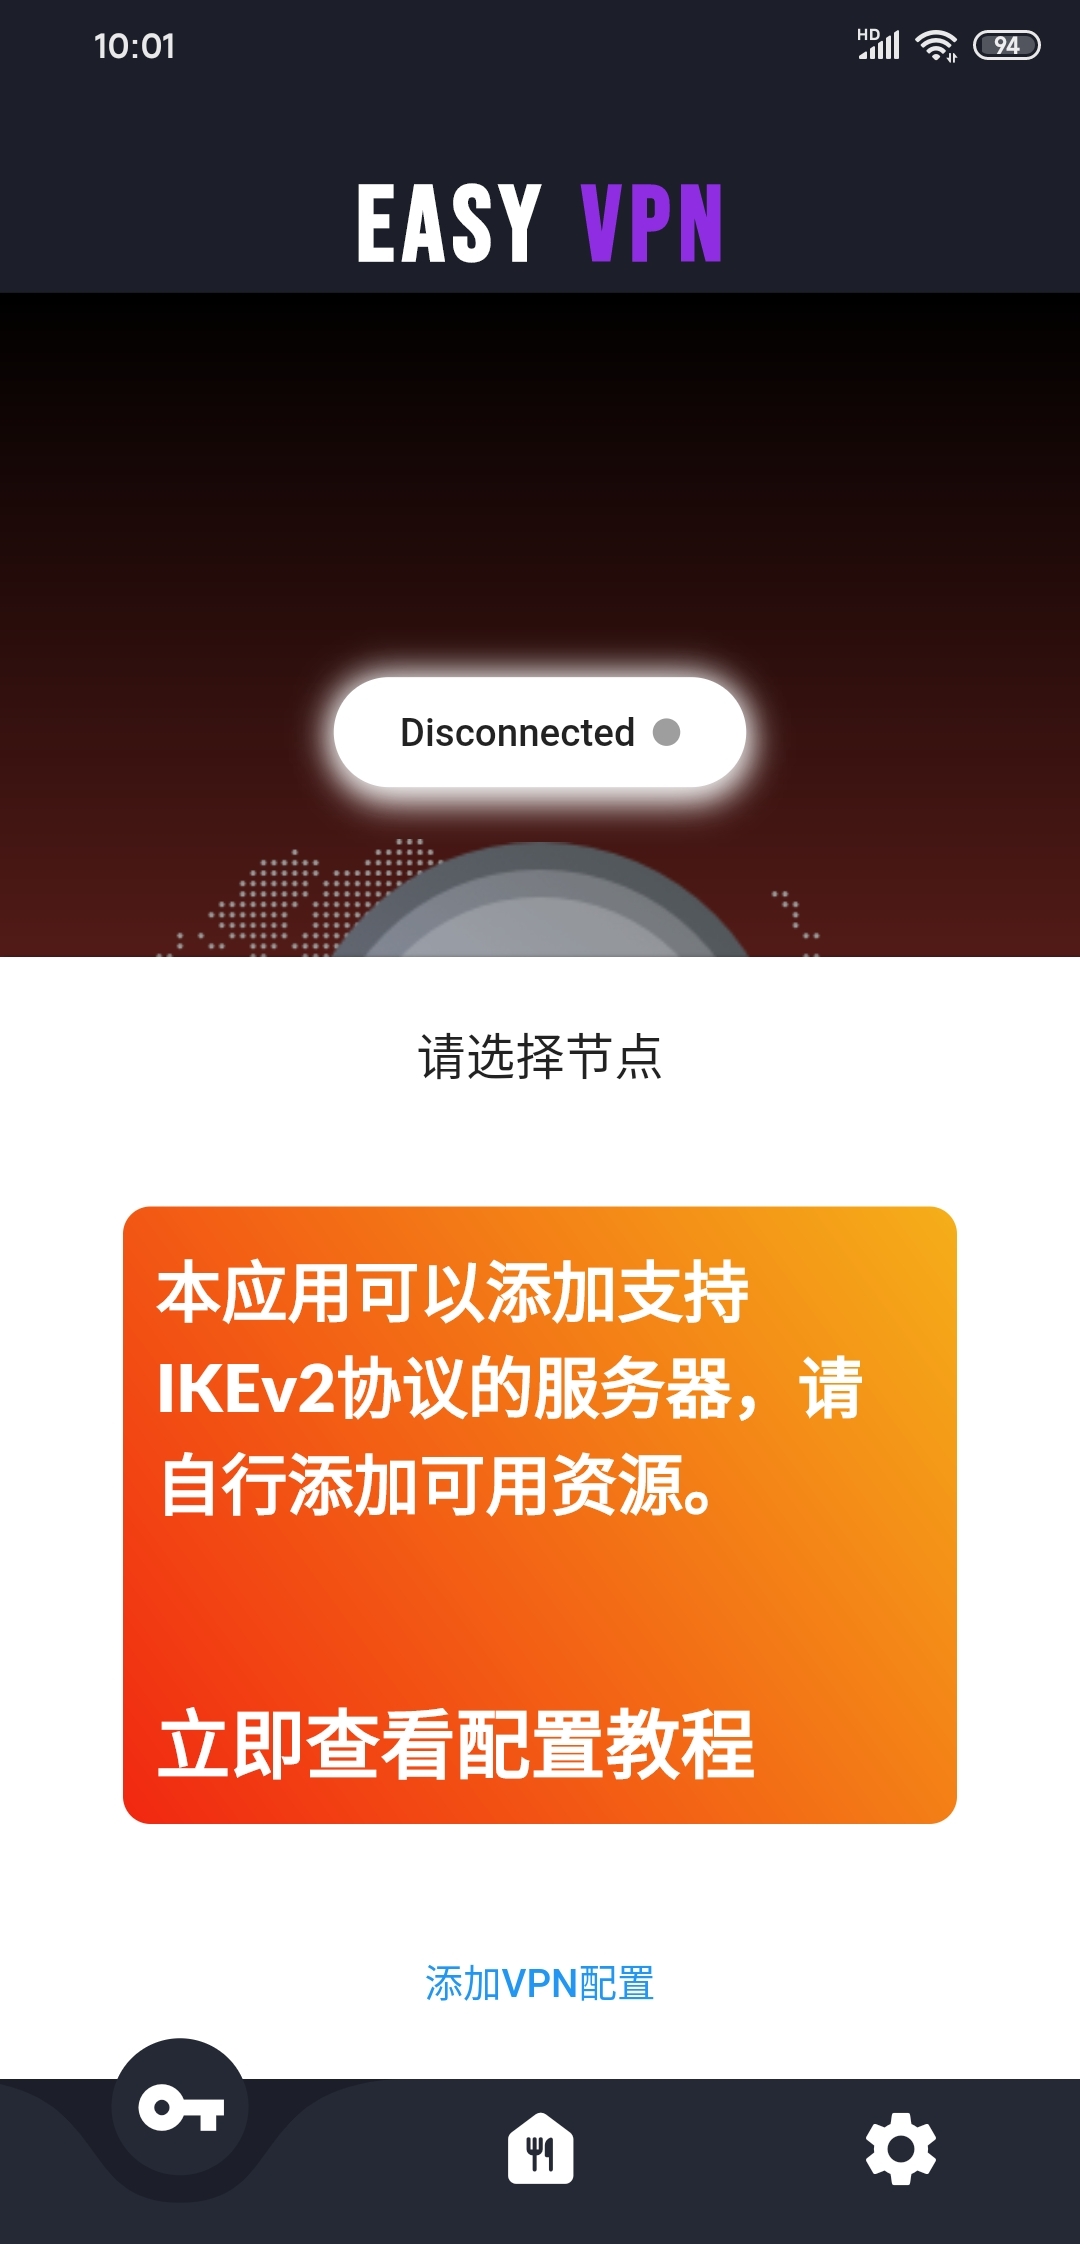 10:01
HD
94
EASY VPN
Disconnected
请选择节点
本应用可以添加支持
IKEv2协议的服务器，请
自行添加可用资源。
立即查看配置教程
添加VPN配置